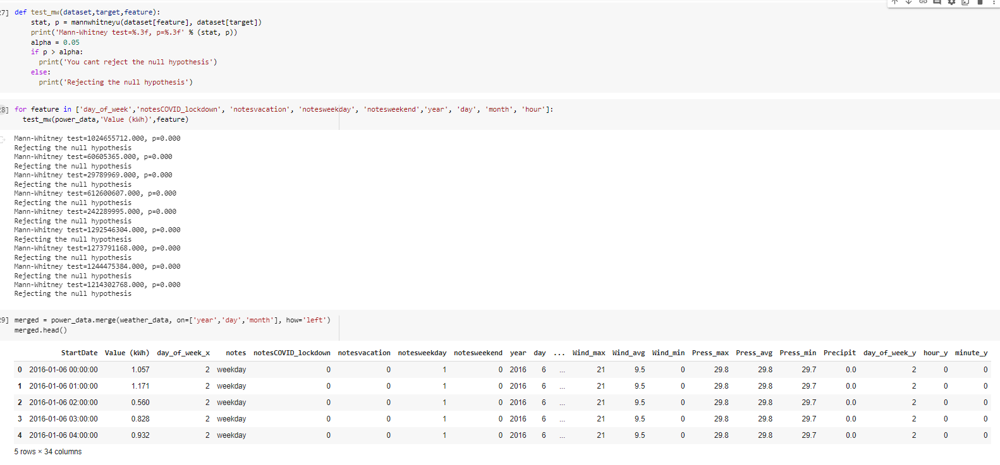 27] def test_mw(dataset,target,feature):
stat, p = mannwhitneyu(dataset[feature], dataset[target])
print('Mann-Whitney test=%.3f, p=%.3f' % (stat, p))
alpha = 0.05
if p > alpha:
print('You cant reject the null hypothesis')
else:
print('Rejecting the null hypothesis')
28] for feature in ['day_of_week','notesCOVID_lockdown', 'notesvacation', 'notesweekday', 'notesweekend','year', 'day', 'month', 'hour']:
test_mw(power_data,'Value (kWh)',feature)
Mann-Whitney test=1024655712.000, p=0.000
Rejecting the null hypothesis
Mann-Whitney test=60605365.000, p=0.000
Rejecting the null hypothesis
Mann-Whitney test=29789969.000, p=0.000
Rejecting the null hypothesis
Mann-Whitney test=612600607.000, p=0.000
Rejecting the null hypothesis
Mann-Whitney test=242289995.000, p=0.000
Rejecting the null hypothesis
Mann-Whitney test=1292546304.000, p=0.000
Rejecting the null hypothesis
Mann-Whitney test=1273791168.000, p=0.000
Rejecting the null hypothesis
Mann-Whitney test=1244475384.000, p=0.000
Rejecting the null hypothesis
Mann-Whitney test=1214302768.000, p=0.000
Rejecting the null hypothesis
29] merged = power_data.merge(weather_data, on=['year','day','month'], how='left')
merged.head()
StartDate Value (kWh) day_of_week_x notes notesCOVID_lockdown notesvacation notesweekday notesweekend year day ... Wind_max Wind_avg Wind_min Press_max Press_avg Press_min Precipit day_of_week_y hour_y minute_y
0 2016-01-06 00:00:00 1.057 2 weekday 0 0 1 0 2016 6 ... 21 9.5 0 29.8 29.8 29.7 0.0 2 0 0
1 2016-01-06 01:00:00 1.171 2 weekday 0 0 1 0 2016 6 ... 21 9.5 0 29.8 29.8 29.7 0.0 2 0 0
2 2016-01-06 02:00:00 0.560 2 weekday 0 0 1 0 2016 6 ... 21 9.5 0 29.8 29.8 29.7 0.0 2 0 0
3 2016-01-06 03:00:00 0.828 2 weekday 0 0 1 0 2016 6 ... 21 9.5 0 29.8 29.8 29.7 0.0 2 0 0
4 2016-01-06 04:00:00 0.932 2 weekday 0 0 1 0 2016 6 ... 21 9.5 0 29.8 29.8 29.7 0.0 2 0 0
5 rows × 34 columns